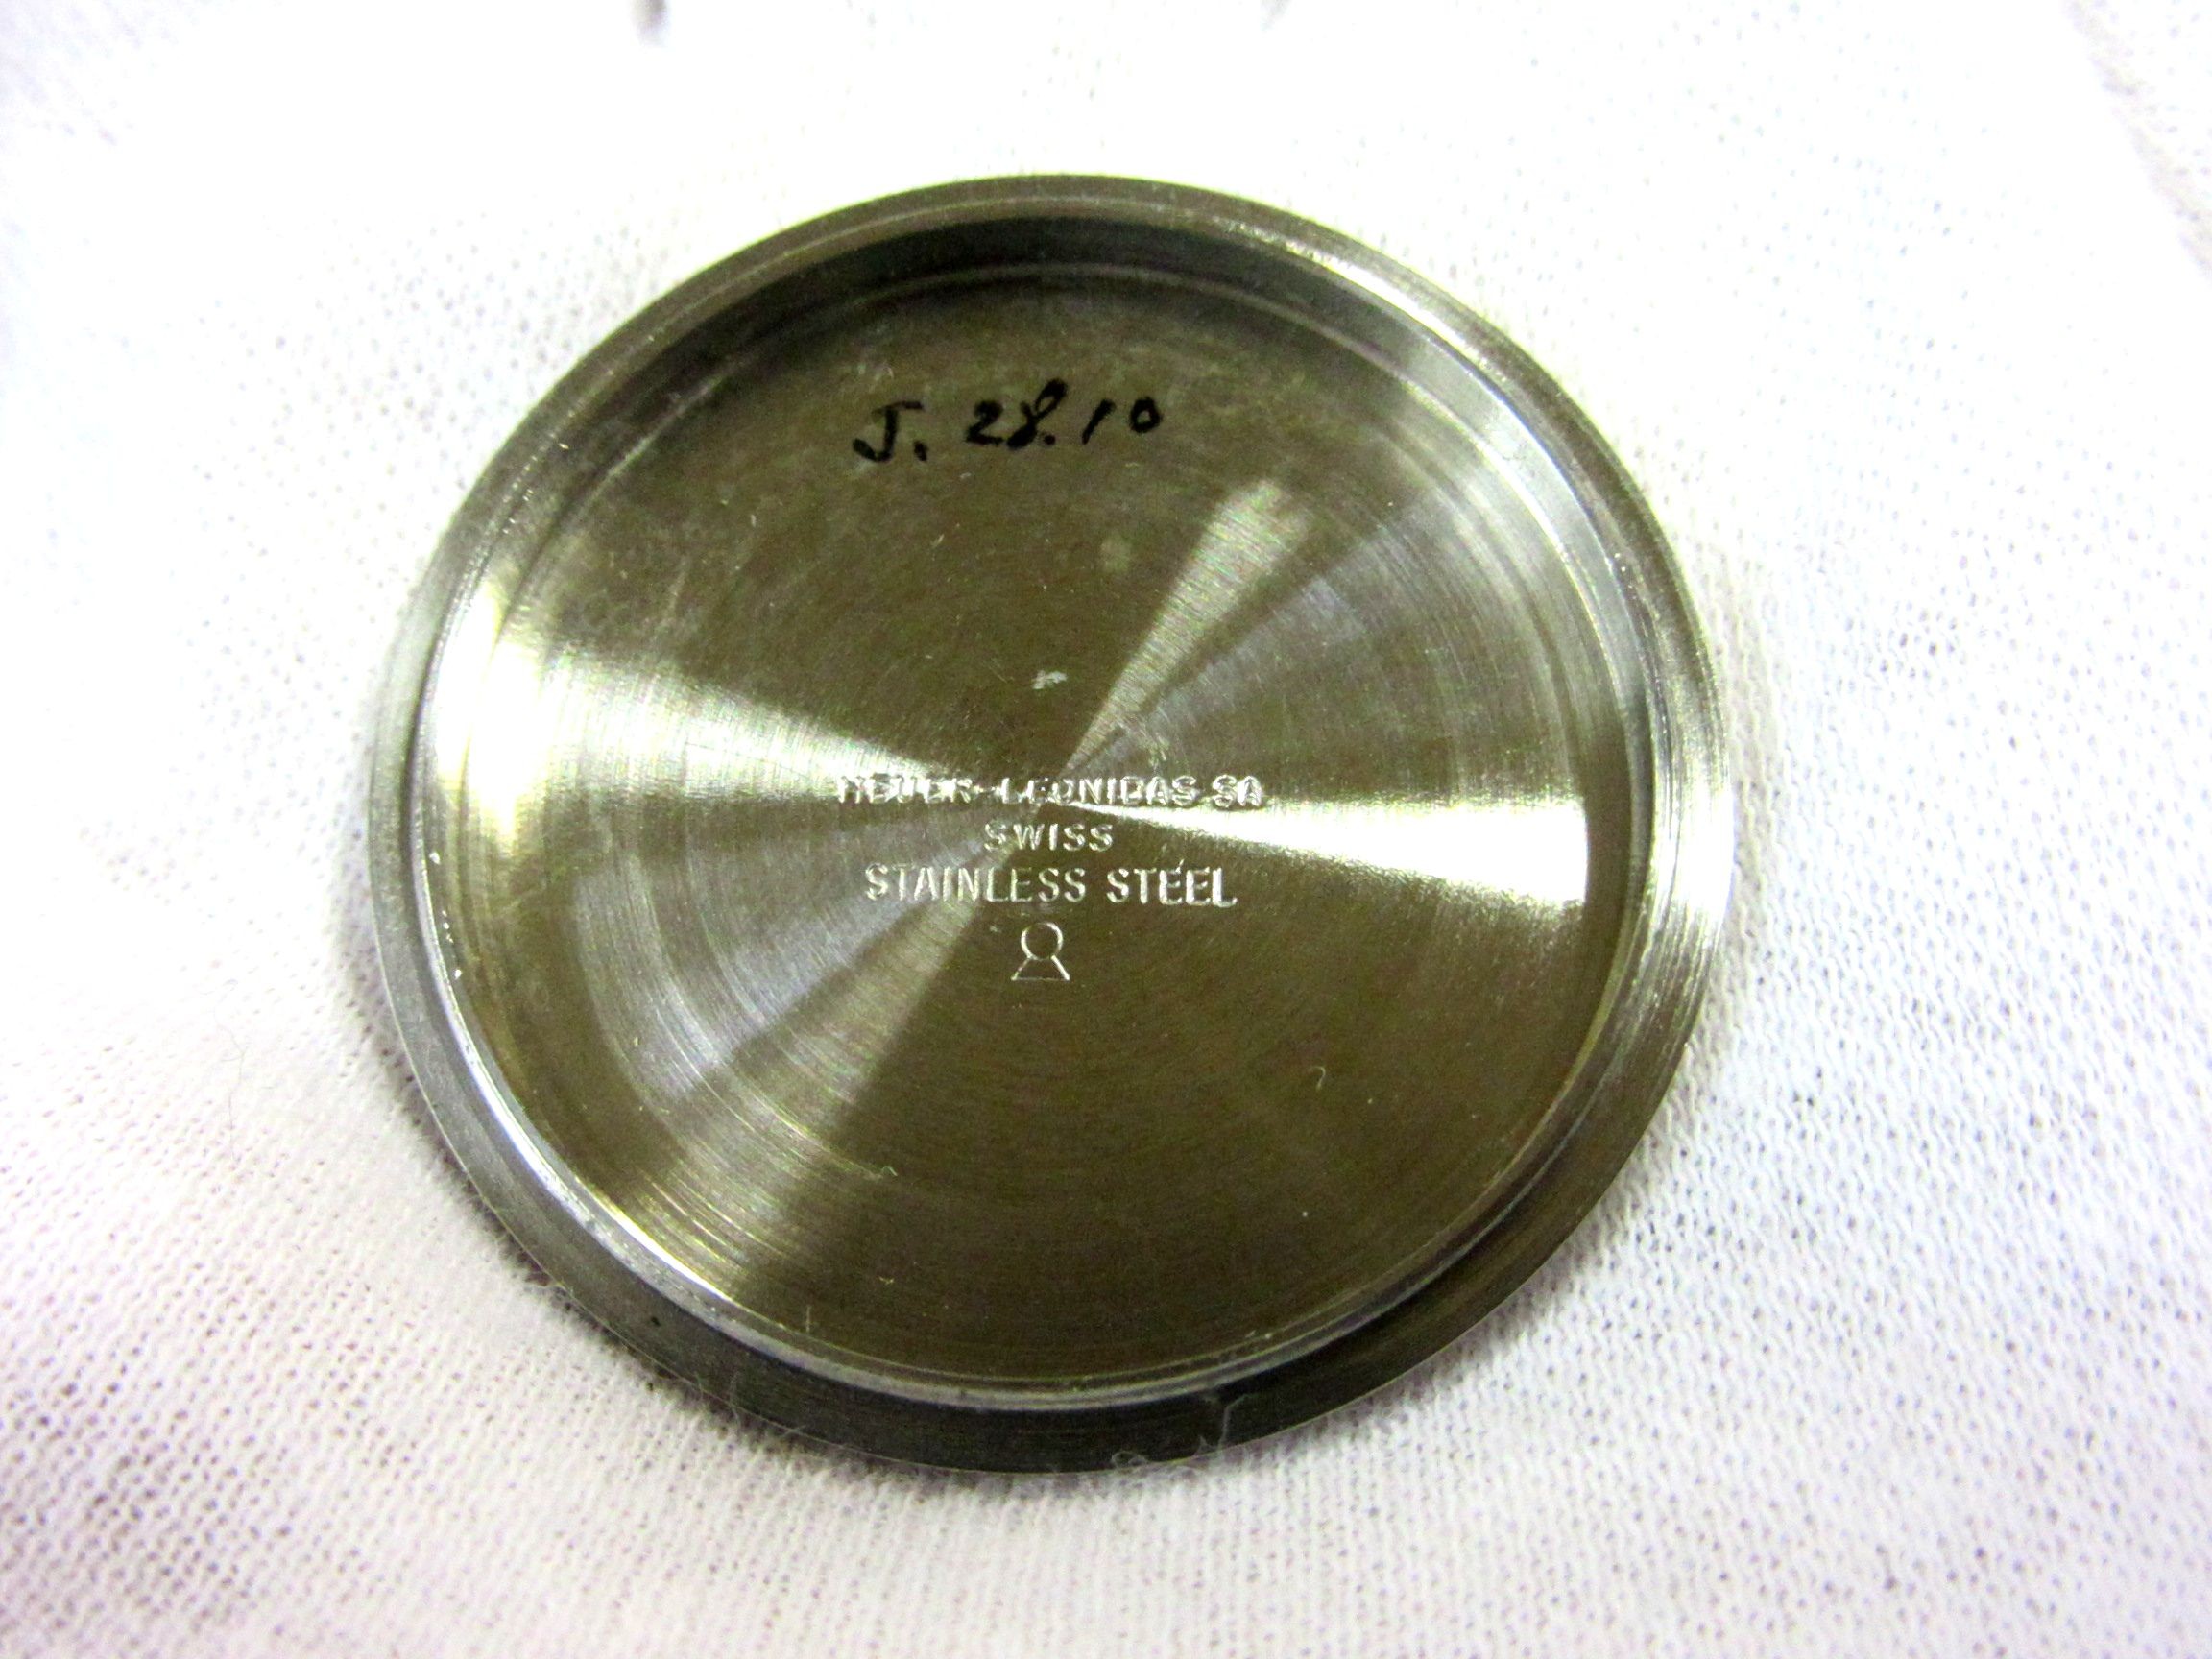 J. 28.10
HEUER-LEONIDAS SA
SWISS
STAINLESS STEEL